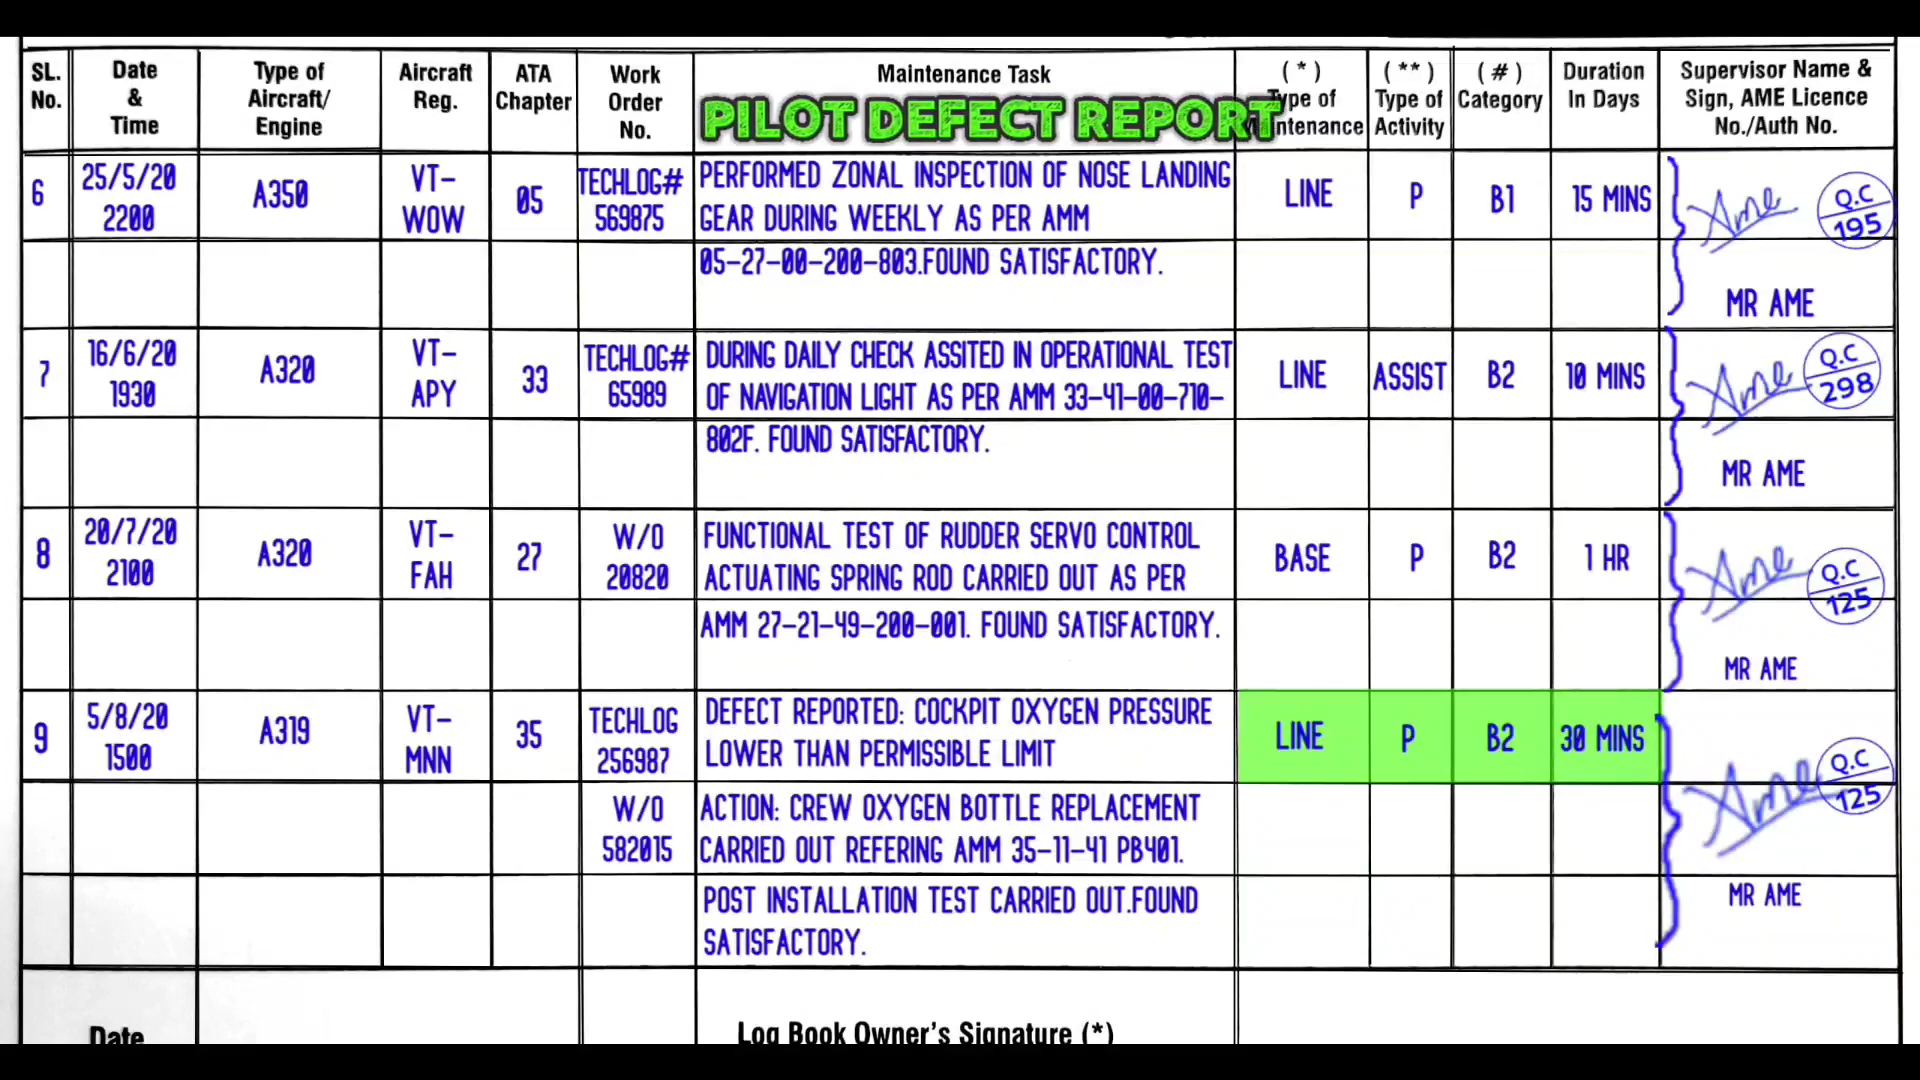 SL. No.
Date & Time
Type of Aircraft/ Engine
Aircraft Reg.
ATA Chapter
Work Order No.
Maintenance Task
PILOT DEFECT REPORT
(*) Type of Maintenance
(**) Type of Activity
(#) Category
Duration In Days
Supervisor Name & Sign, AME Licence No./Auth No.
6
25/5/20
2200
A350
VT-
WOW
05
TECHLOG#
569875
PERFORMED ZONAL INSPECTION OF NOSE LANDING
GEAR DURING WEEKLY AS PER AMM
05-27-00-200-803.FOUND SATISFACTORY.
LINE
P
B1
15 MINS
Ame
Q.C
195
MR AME
7
16/6/20
1930
A320
VT-
APY
33
TECHLOG#
65989
DURING DAILY CHECK ASSITED IN OPERATIONAL TEST
OF NAVIGATION LIGHT AS PER AMM 33-41-00-710-
802F. FOUND SATISFACTORY.
LINE
ASSIST
B2
10 MINS
Ame
Q.C
298
MR AME
8
20/7/20
2100
A320
VT-
FAH
27
W/O
20820
FUNCTIONAL TEST OF RUDDER SERVO CONTROL
ACTUATING SPRING ROD CARRIED OUT AS PER
AMM 27-21-49-200-001. FOUND SATISFACTORY.
BASE
P
B2
1 HR
Ame
Q.C
125
MR AME
9
5/8/20
1500
A319
VT-
MNN
35
TECHLOG
256987
W/O
582015
DEFECT REPORTED: COCKPIT OXYGEN PRESSURE
LOWER THAN PERMISSIBLE LIMIT
ACTION: CREW OXYGEN BOTTLE REPLACEMENT
CARRIED OUT REFERING AMM 35-11-41 PB401.
POST INSTALLATION TEST CARRIED OUT.FOUND
SATISFACTORY.
LINE
P
B2
30 MINS
Ame
Q.C
125
MR AME
Date
Log Book Owner's Signature (*)